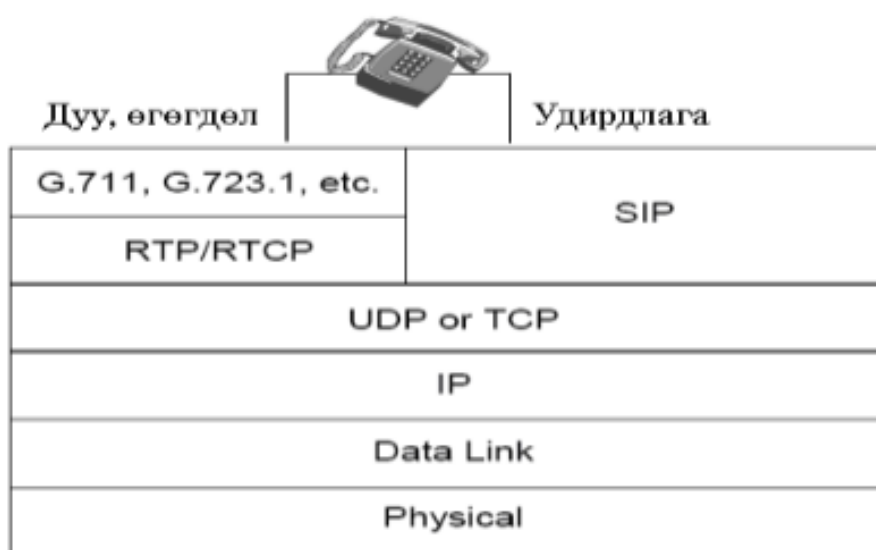 Дуу, өгөгдөл
Удирдлага
G.711, G.723.1, etc.
RTP/RTCP
SIP
UDP or TCP
IP
Data Link
Physical